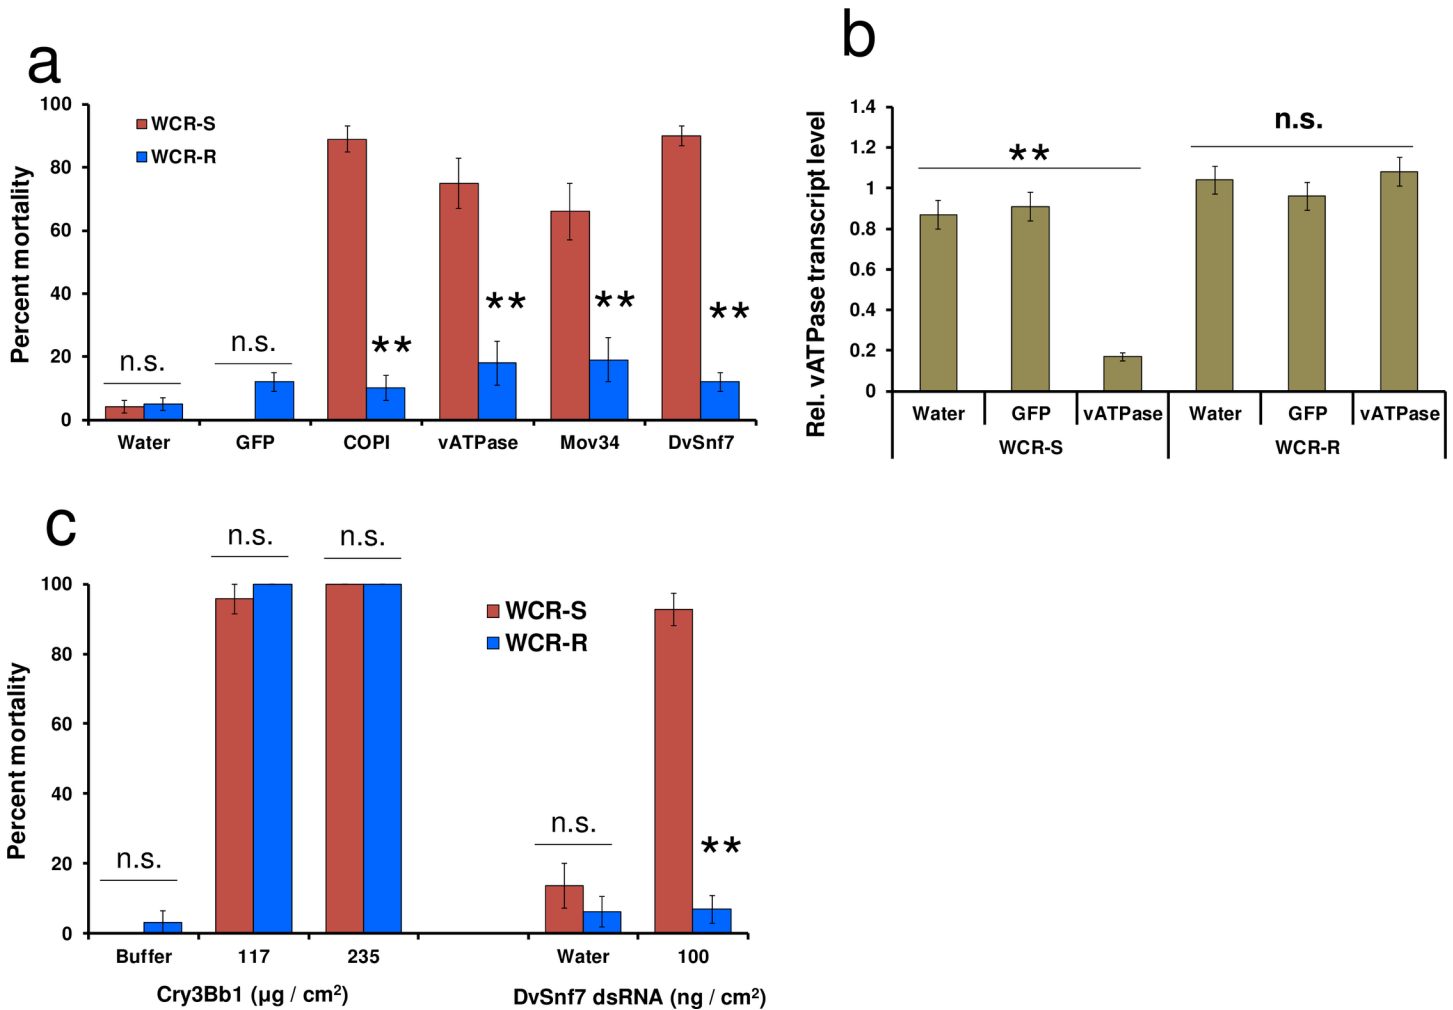 a
100
80
60
40
20
0
Percent mortality
WCR-S
WCR-R
n.s.
n.s.
**
**
**
**
Water GFP COPI vATPase Mov34 DvSnf7
b
1.4
1.2
1
0.8
0.6
0.4
0.2
0
Rel. vATPase transcript level
**
n.s.
Water GFP vATPase Water GFP vATPase
WCR-S WCR-R
c
100
80
60
40
20
0
Percent mortality
n.s.
n.s.
n.s.
WCR-S
WCR-R
n.s.
**
Buffer 117 235 Water 100
Cry3Bb1 (µg / cm²) DvSnf7 dsRNA (ng / cm²)